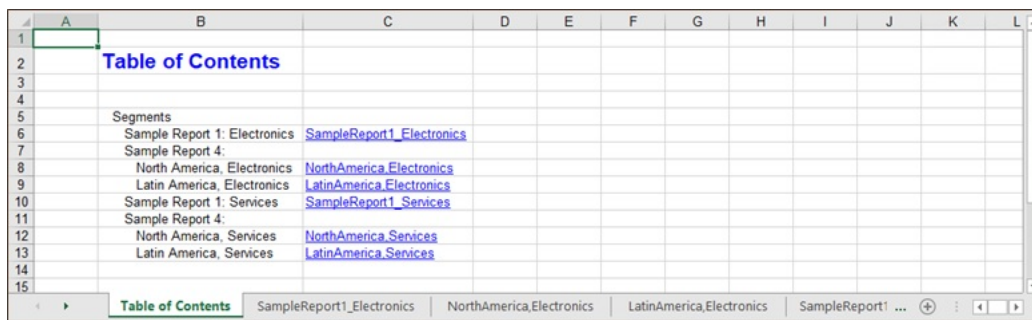 A B C D E F G H I J K L
1
2 Table of Contents
3
4
5 Segments
6 Sample Report 1: Electronics SampleReport1_Electronics
7 Sample Report 4:
8 North America, Electronics NorthAmerica,Electronics
9 Latin America, Electronics LatinAmerica,Electronics
10 Sample Report 1: Services SampleReport1_Services
11 Sample Report 4:
12 North America, Services NorthAmerica,Services
13 Latin America, Services LatinAmerica,Services
14
15
Table of Contents SampleReport1_Electronics NorthAmerica,Electronics LatinAmerica,Electronics SampleReport1 ...